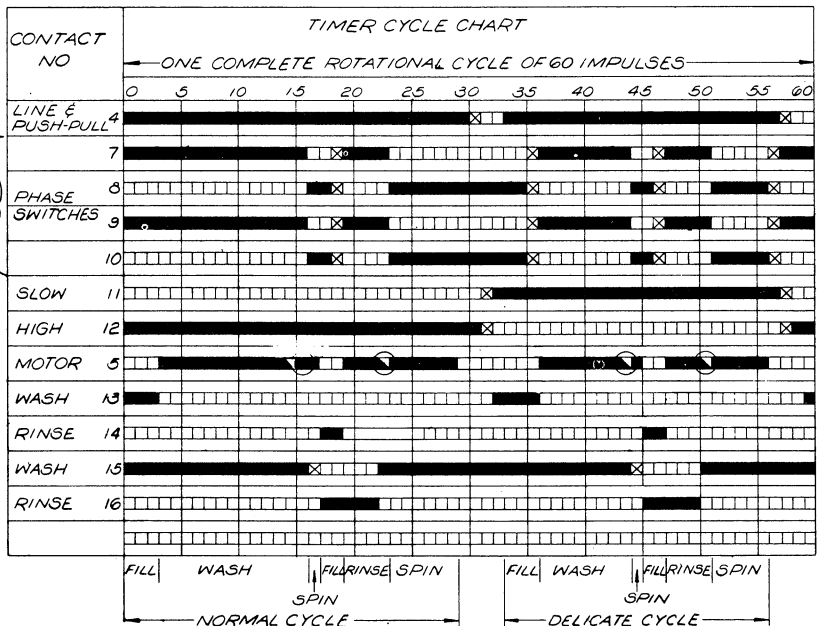 CONTACT NO
TIMER CYCLE CHART
ONE COMPLETE ROTATIONAL CYCLE OF 60 IMPULSES
0 5 10 15 20 25 30 35 40 45 50 55 60
LINE &
PUSH-PULL 4
7
PHASE 8
SWITCHES 9
10
SLOW 11
HIGH 12
MOTOR 5
WASH 13
RINSE 14
WASH 15
RINSE 16
FILL WASH FILL RINSE SPIN FILL WASH FILL RINSE SPIN
SPIN SPIN
NORMAL CYCLE DELICATE CYCLE